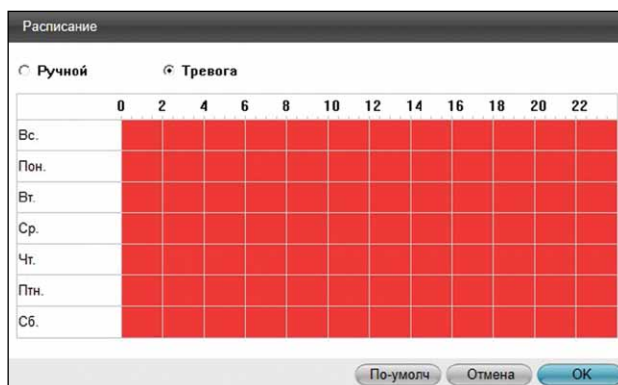 Расписание
Ручной Тревога
0 2 4 6 8 10 12 14 16 18 20 22
Вс.
Пон.
Вт.
Ср.
Чт.
Птн.
Сб.
По-умолч Отмена OK